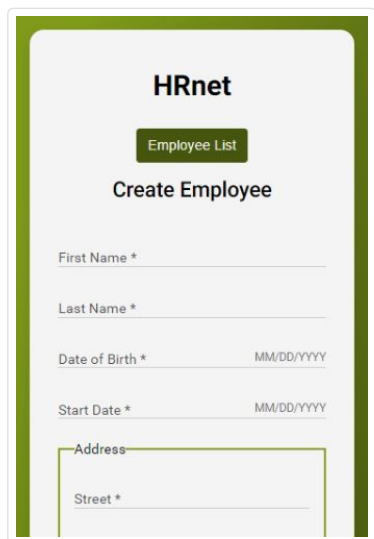 HRnet
Employee List
Create Employee
First Name *
Last Name *
Date of Birth * MM/DD/YYYY
Start Date * MM/DD/YYYY
Address
Street *